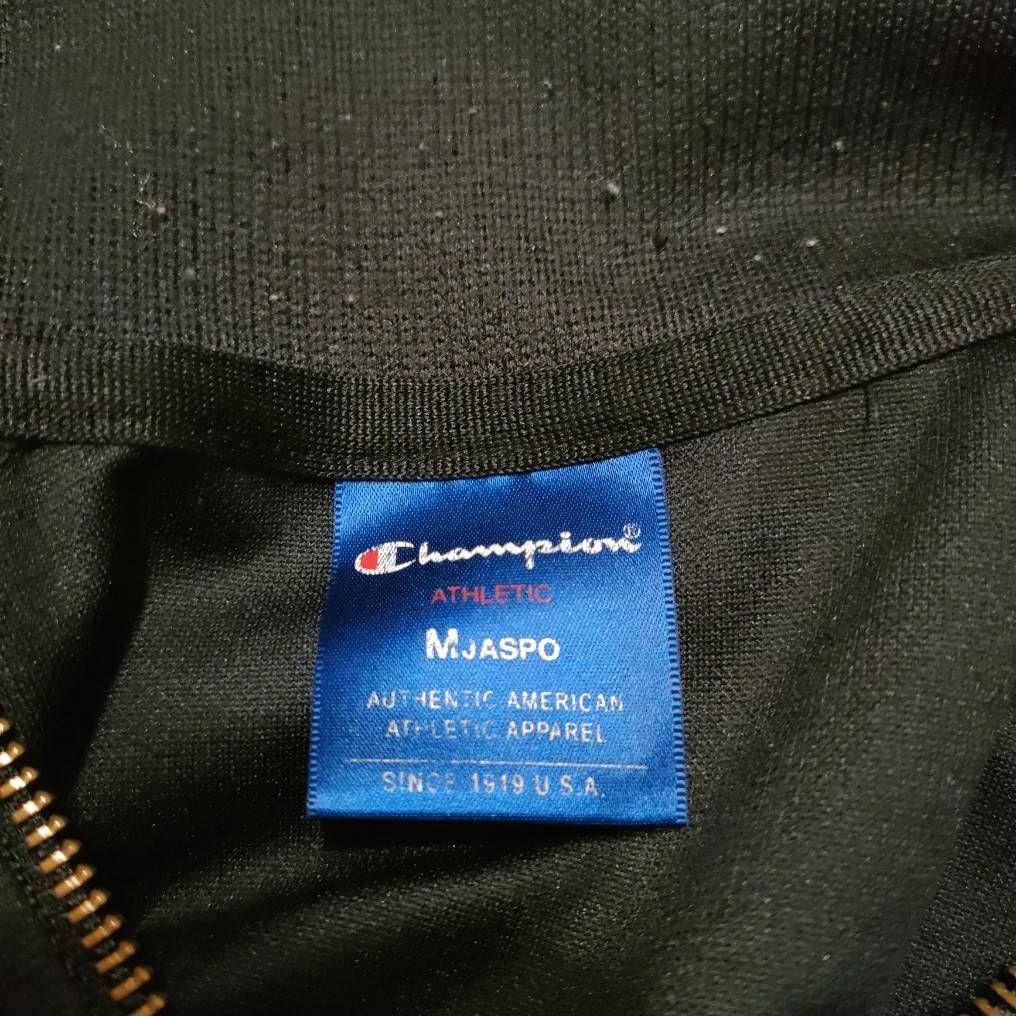 Champion®
ATHLETIC
MJASPO
AUTHENTIC AMERICAN
ATHLETIC APPAREL
SINCE 1919 U.S.A.